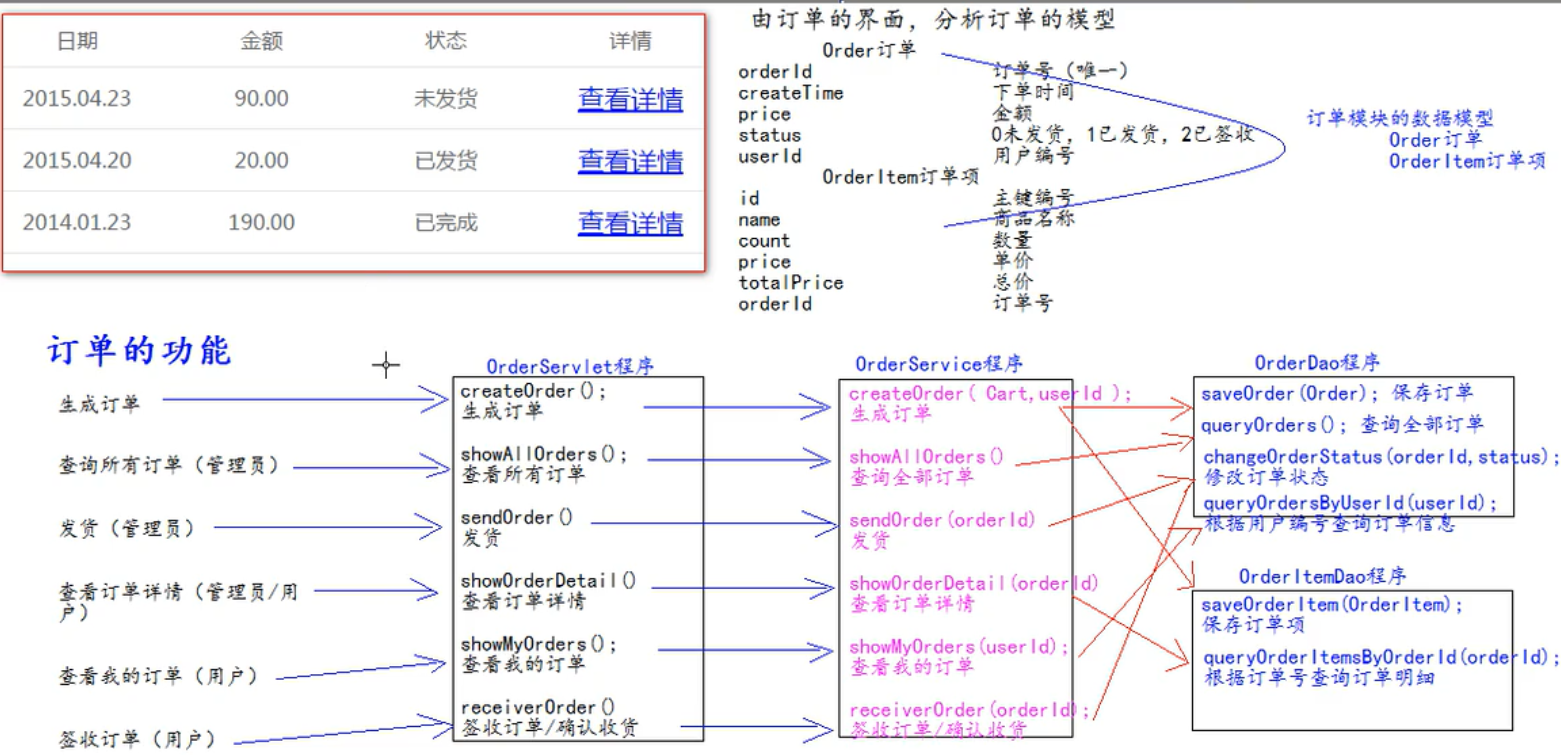 日期 金额 状态 详情
2015.04.23 90.00 未发货 查看详情
2015.04.20 20.00 已发货 查看详情
2014.01.23 190.00 已完成 查看详情
由订单的界面，分析订单的模型
Order订单
orderId 订单号（唯一）
createTime 下单时间
price 金额
status 0未发货，1已发货，2已签收
userId 用户编号
OrderItem订单项
id 主键编号
name 商品名称
count 数量
price 单价
totalPrice 总价
orderId 订单号
订单模块的数据模型
Order订单
OrderItem订单项
订单的功能
生成订单
查询所有订单（管理员）
发货（管理员）
查看订单详情（管理员/用
户）
查看我的订单（用户）
签收订单（用户）
OrderServlet程序
createOrder();
生成订单
showAllOrders();
查看所有订单
sendOrder()
发货
showOrderDetail()
查看订单详情
showMyOrders();
查看我的订单
receiverOrder()
签收订单/确认收货
OrderService程序
createOrder( Cart,userId );
生成订单
showAllOrders()
查询全部订单
sendOrder(orderId)
发货
showOrderDetail(orderId)
查看订单详情
showMyOrders(userId);
查看我的订单
receiverOrder(orderId);
签收订单/确认收货
OrderDao程序
saveOrder(Order); 保存订单
queryOrders(); 查询全部订单
changeOrderStatus(orderId,status);
修改订单状态
queryOrdersByUserId(userId);
根据用户编号查询订单信息
OrderItemDao程序
saveOrderItem(OrderItem);
保存订单项
queryOrderItemsByOrderId(orderId);
根据订单号查询订单明细